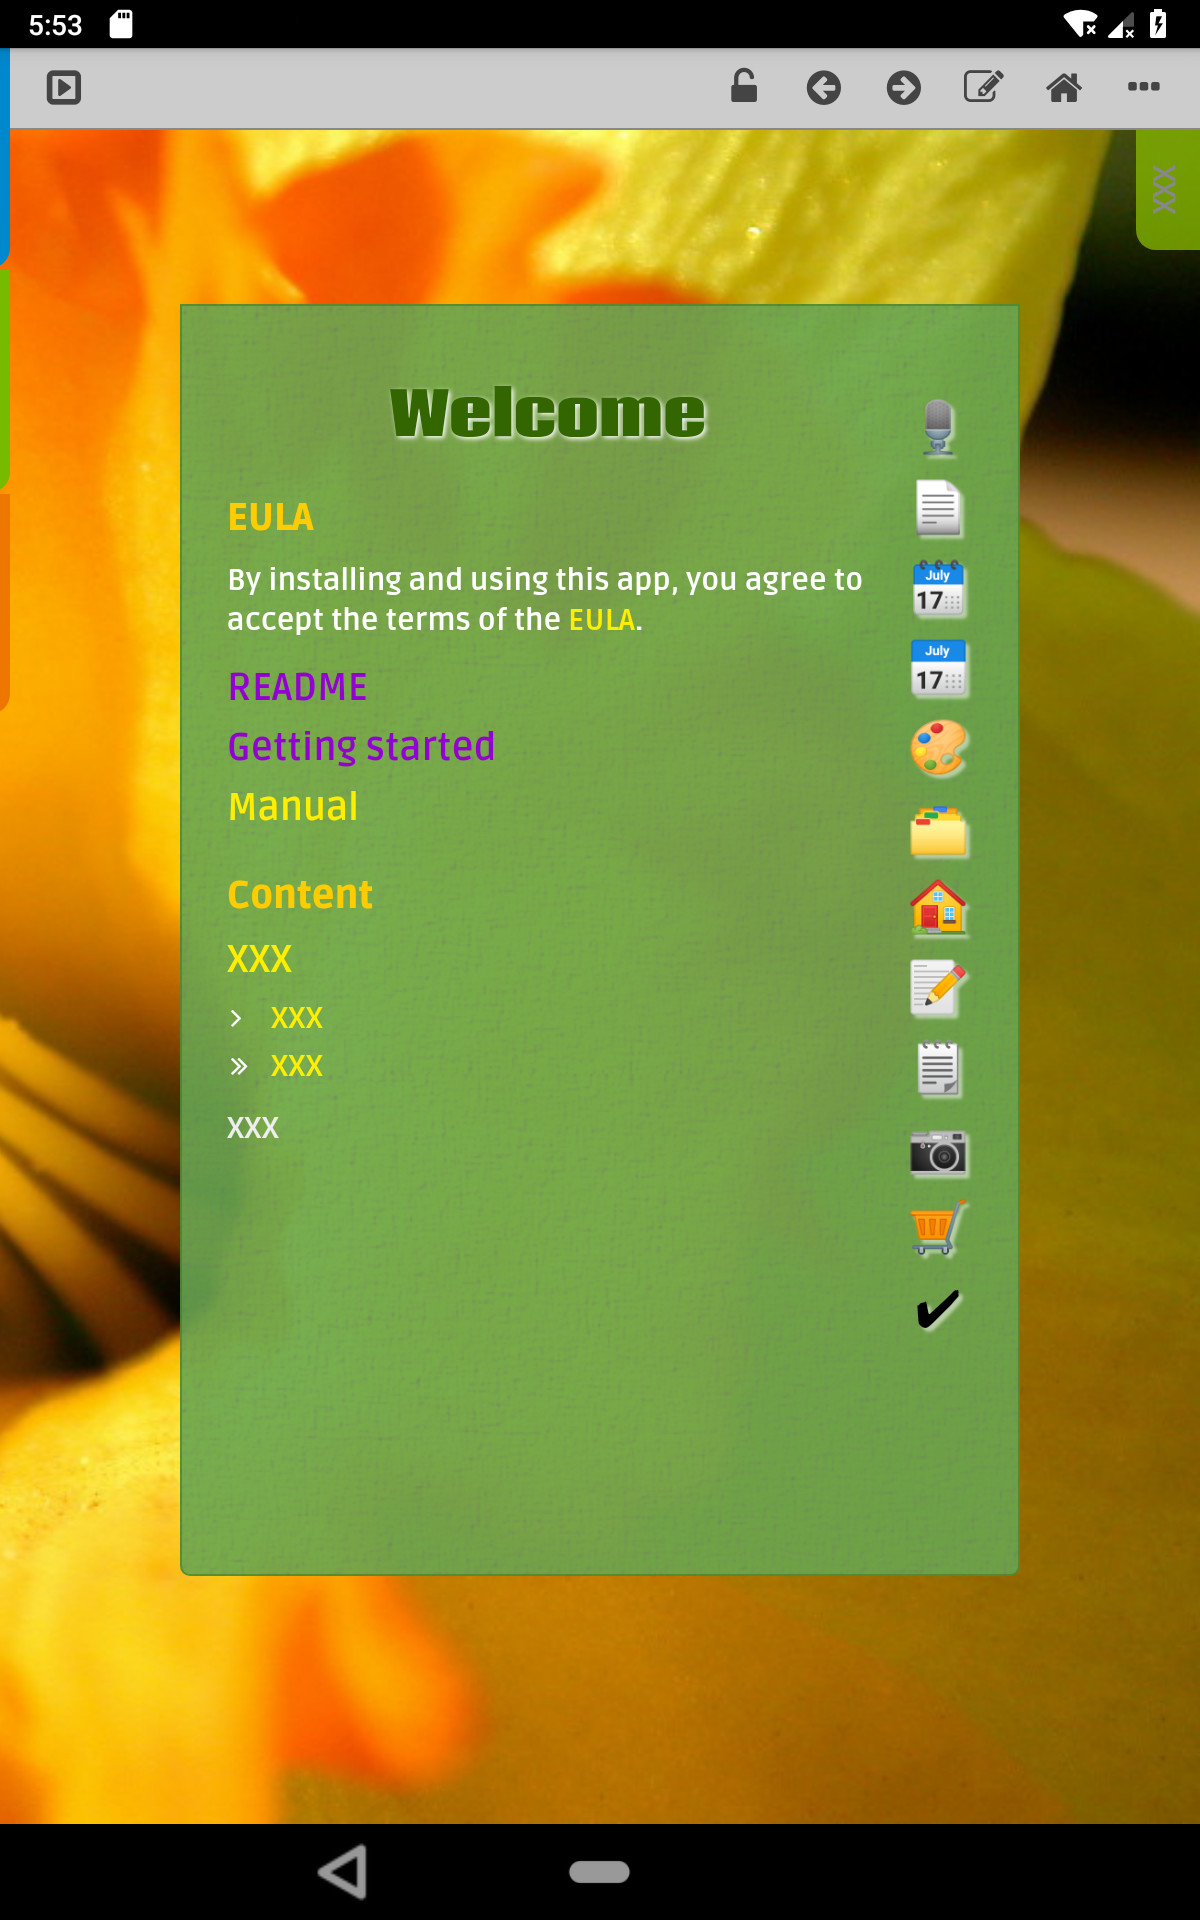 5:53
XXX
Welcome
EULA
By installing and using this app, you agree to
accept the terms of the EULA.
README
Getting started
Manual
Content
XXX
XXX
XXX
XXX
July
17
July
17